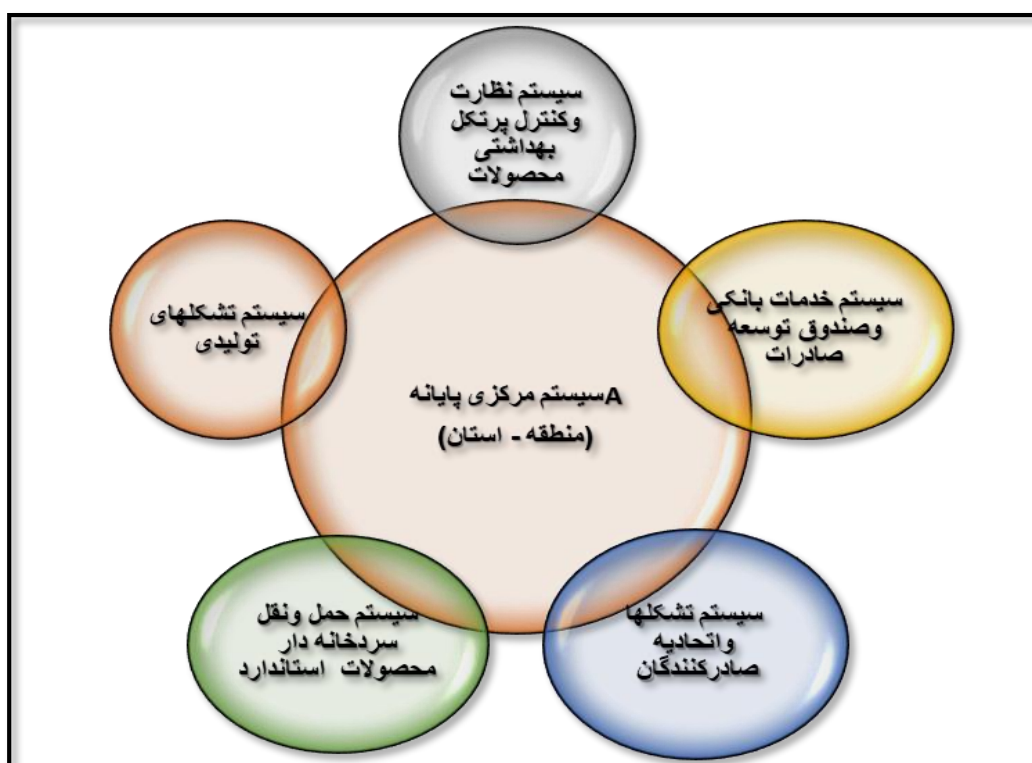 سیستم نظارت
وکنترل پرتکل
بهداشتی
محصولات
سیستم خدمات بانکی
وصندوق توسعه
صادرات
سیستم تشکلهای
تولیدی
Aسیستم مرکزی پایانه
(منطقه - استان)
سیستم تشکلها
واتحادیه
صادرکنندگان
سیستم حمل ونقل
سردخانه دار
محصولات استاندارد